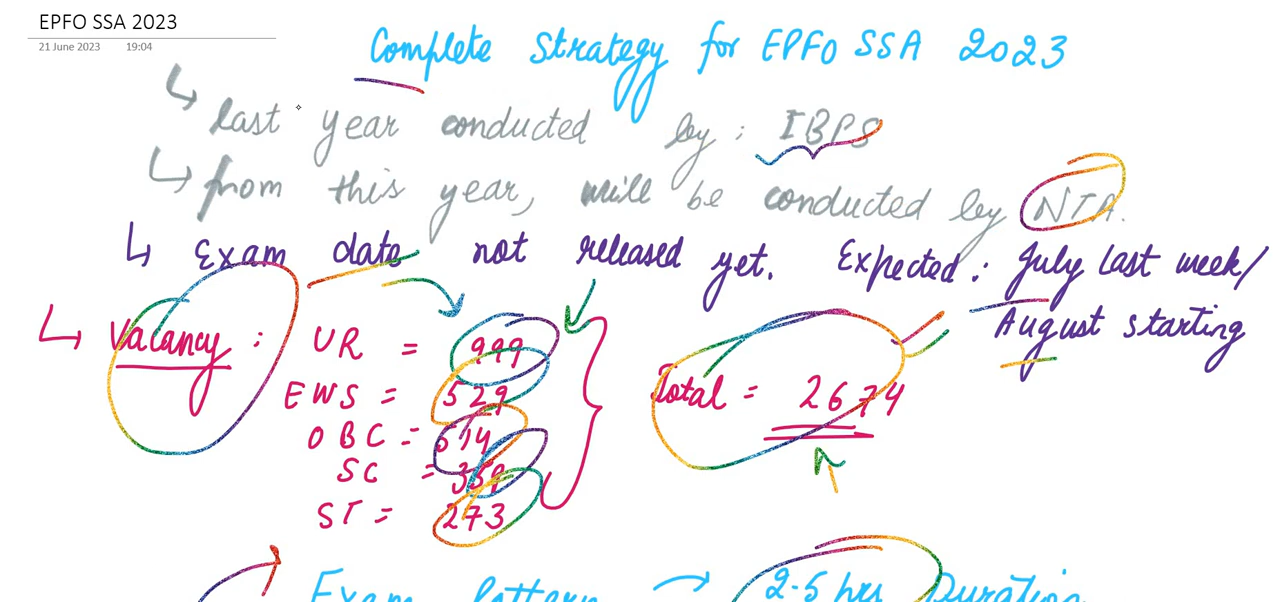 EPFO SSA 2023
21 June 2023 19:04
Complete Strategy for EPFO SSA 2023
↳ last year conducted by : IBPS
↳ from this year, will be conducted by NTA.
↳ Exam date not released yet. Expected : July last week/
August starting
↳ Vacancy : UR = 999
EWS = 529
OBC = 514
SC = 359
ST = 273
Total = 2674
Exam Pattern → 2.5 hrs Duration